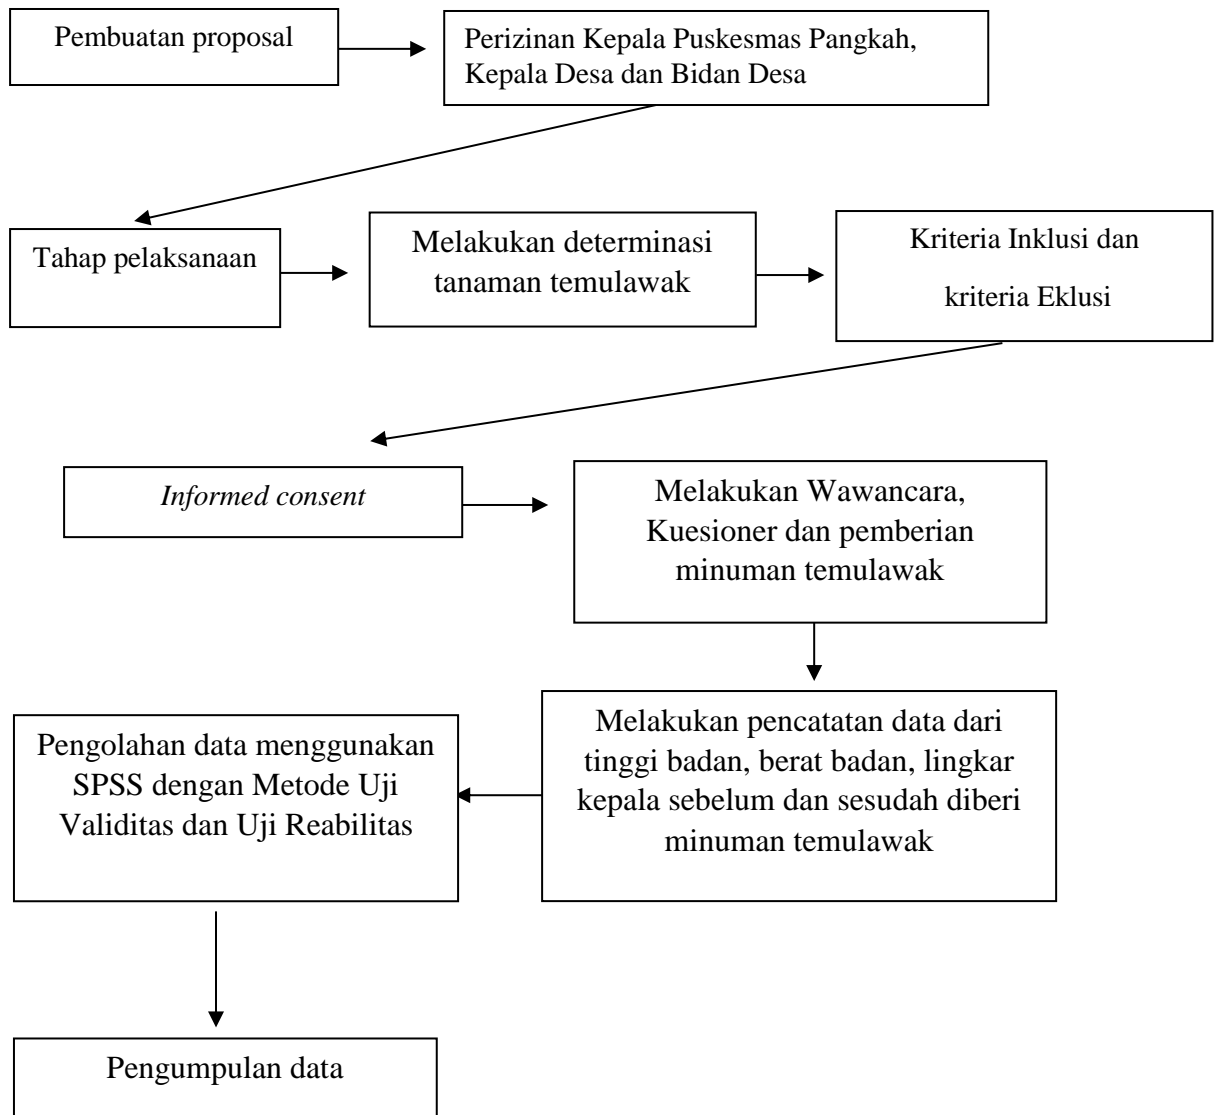 Pembuatan proposal
Perizinan Kepala Puskesmas Pangkah,
Kepala Desa dan Bidan Desa
Tahap pelaksanaan
Melakukan determinasi
tanaman temulawak
Kriteria Inklusi dan
kriteria Eklusi
Informed consent
Melakukan Wawancara,
Kuesioner dan pemberian
minuman temulawak
Melakukan pencatatan data dari
tinggi badan, berat badan, lingkar
kepala sebelum dan sesudah diberi
minuman temulawak
Pengolahan data menggunakan
SPSS dengan Metode Uji
Validitas dan Uji Reabilitas
Pengumpulan data